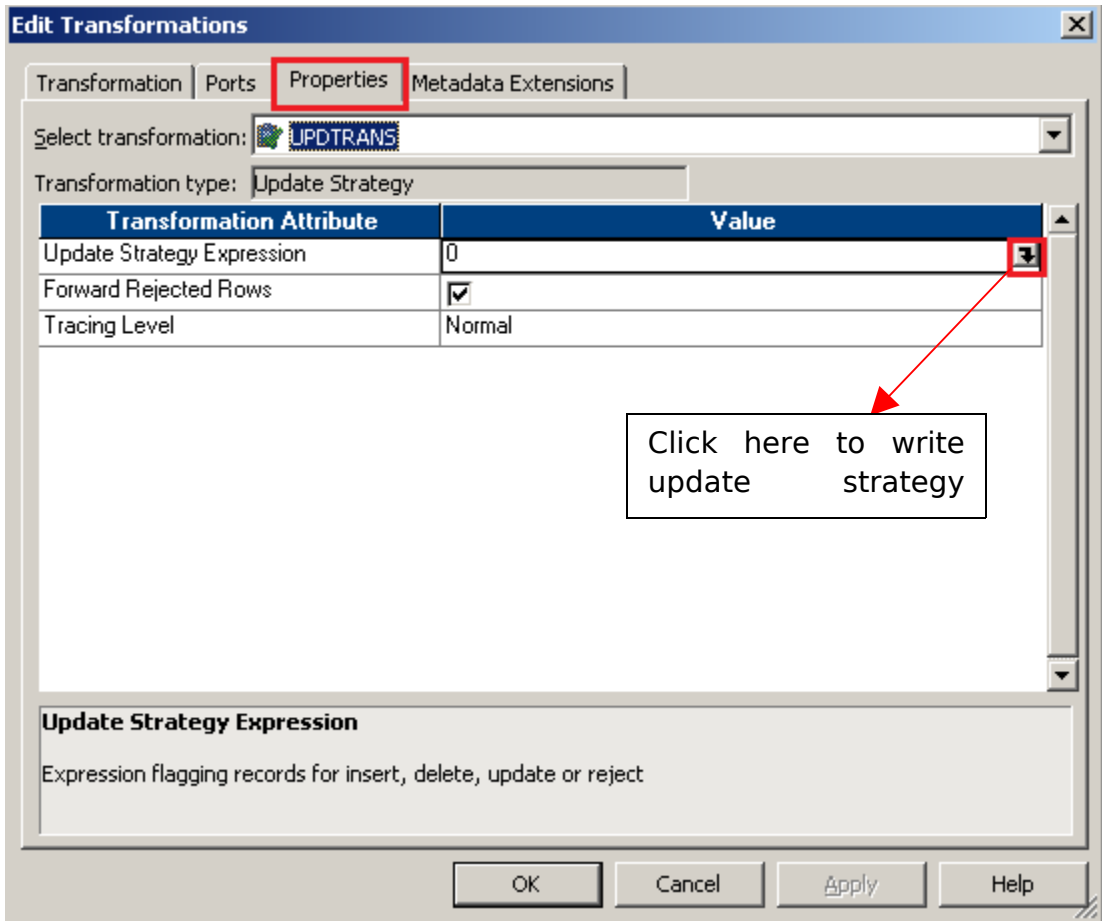 Edit Transformations
Transformation Ports Properties Metadata Extensions
Select transformation: UPDTRANS
Transformation type: Update Strategy
Transformation Attribute Value
Update Strategy Expression 0
Forward Rejected Rows
Tracing Level Normal
Click here to write
update strategy
Update Strategy Expression
Expression flagging records for insert, delete, update or reject
OK Cancel Apply Help